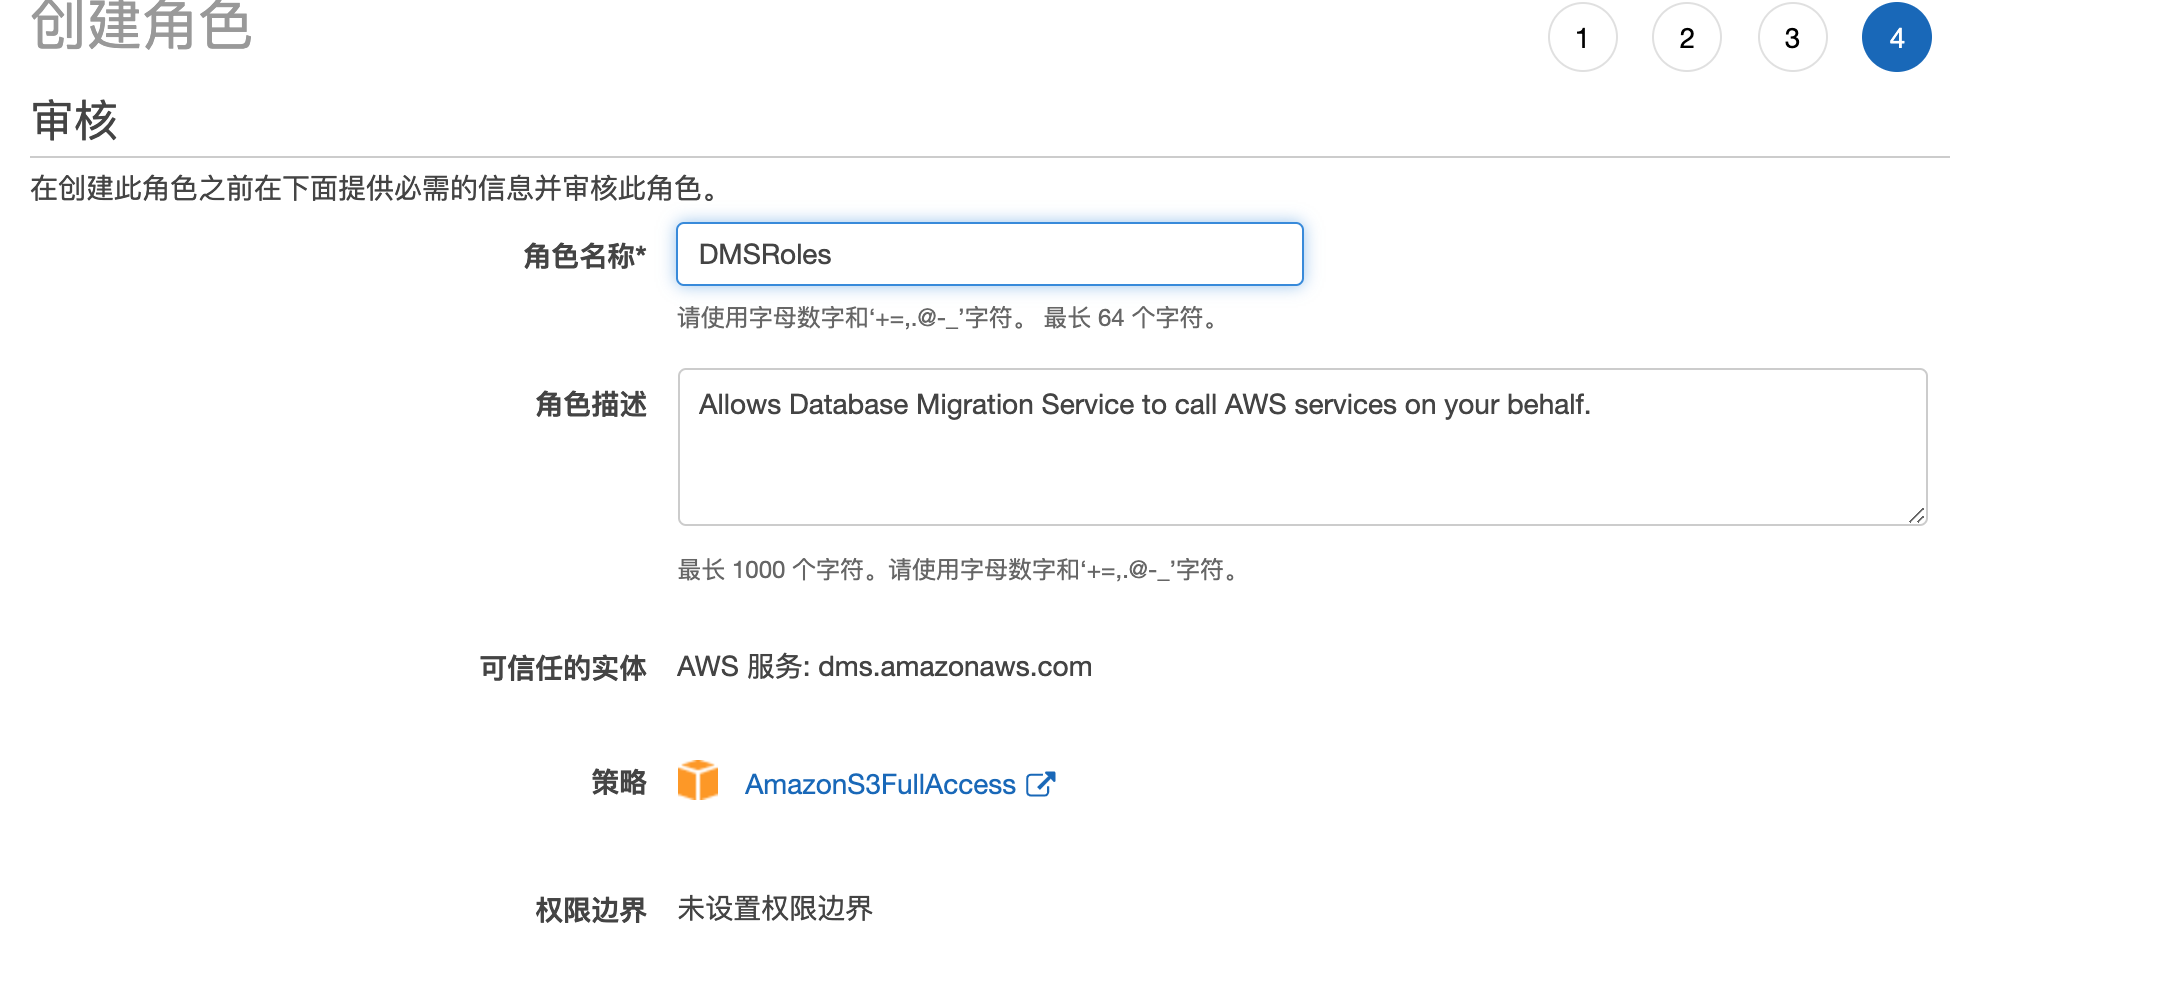 创建角色
1 2 3 4
审核
在创建此角色之前在下面提供必需的信息并审核此角色。
角色名称* DMSRoles
请使用字母数字和‘+=,.@-_’字符。 最长 64 个字符。
角色描述 Allows Database Migration Service to call AWS services on your behalf.
最长 1000 个字符。请使用字母数字和‘+=,.@-_’字符。
可信任的实体 AWS 服务: dms.amazonaws.com
策略 AmazonS3FullAccess
权限边界 未设置权限边界